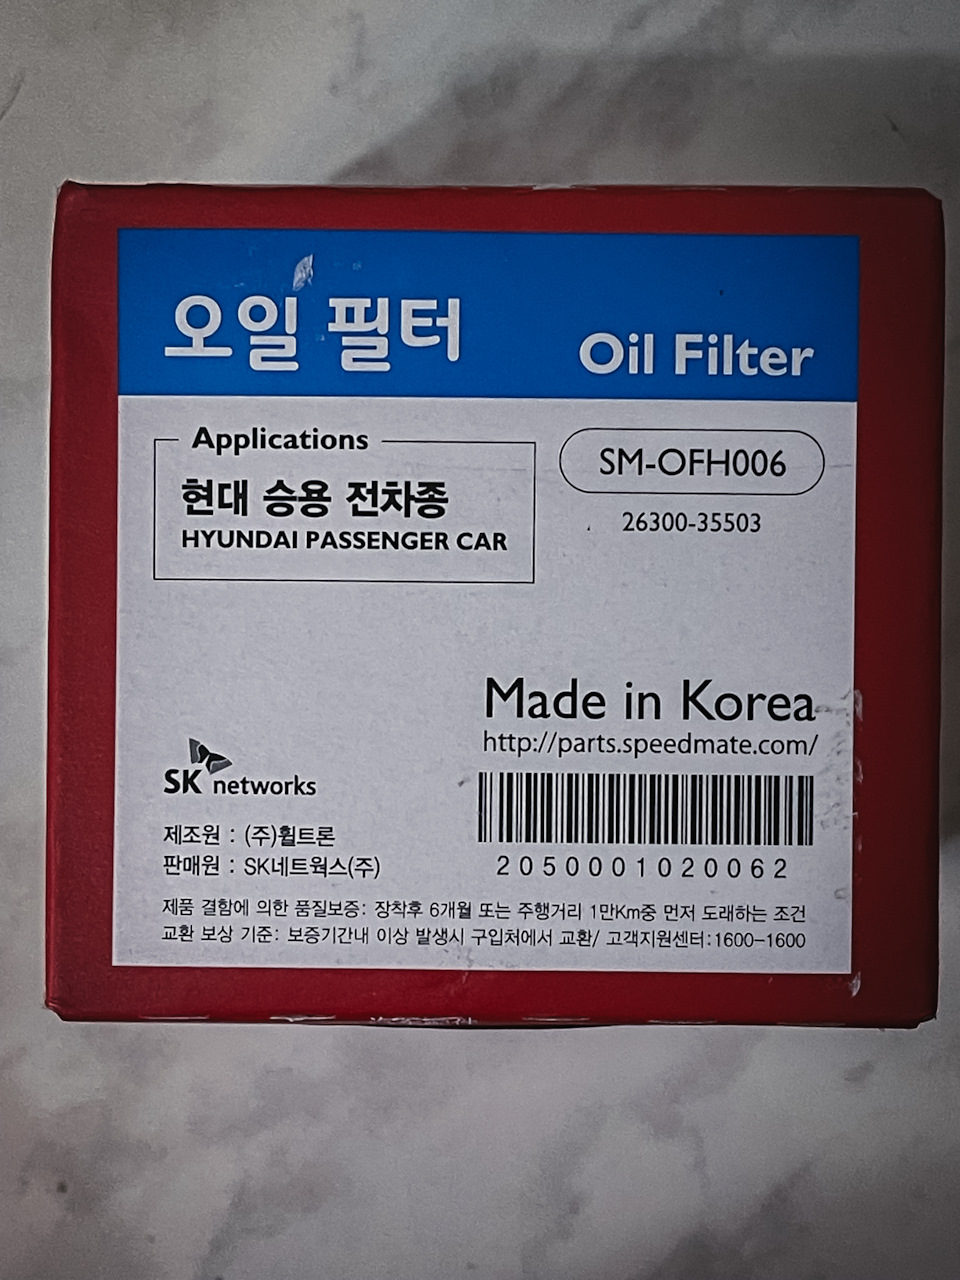 오일 필터
Oil Filter
Applications
현대 승용 전차종
HYUNDAI PASSENGER CAR
SM-OFH006
26300-35503
Made in Korea
http://parts.speedmate.com/
SK networks
2050001020062
제조원 : (주)휠트론
판매원 : SK네트웍스(주)
제품 결함에 의한 품질보증: 장착후 6개월 또는 주행거리 1만Km중 먼저 도래하는 조건
교환 보상 기준: 보증기간내 이상 발생시 구입처에서 교환/ 고객지원센터:1600-1600